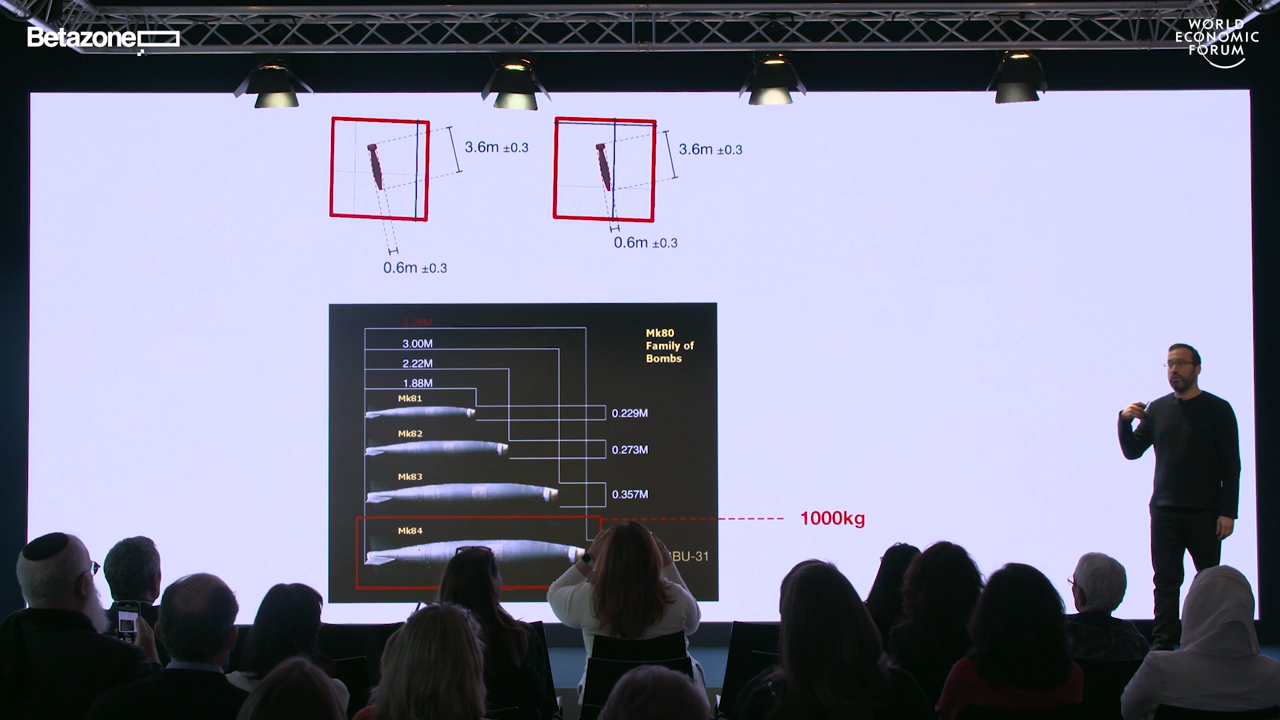 Betazone
WORLD
ECONOMIC
FORUM
3.6m ±0.3
0.6m ±0.3
3.6m ±0.3
0.6m ±0.3
Mk80
Family of
Bombs
3.00M
2.22M
1.88M
Mk81
0.229M
Mk82
0.273M
Mk83
0.357M
Mk84
1000kg
BU-31